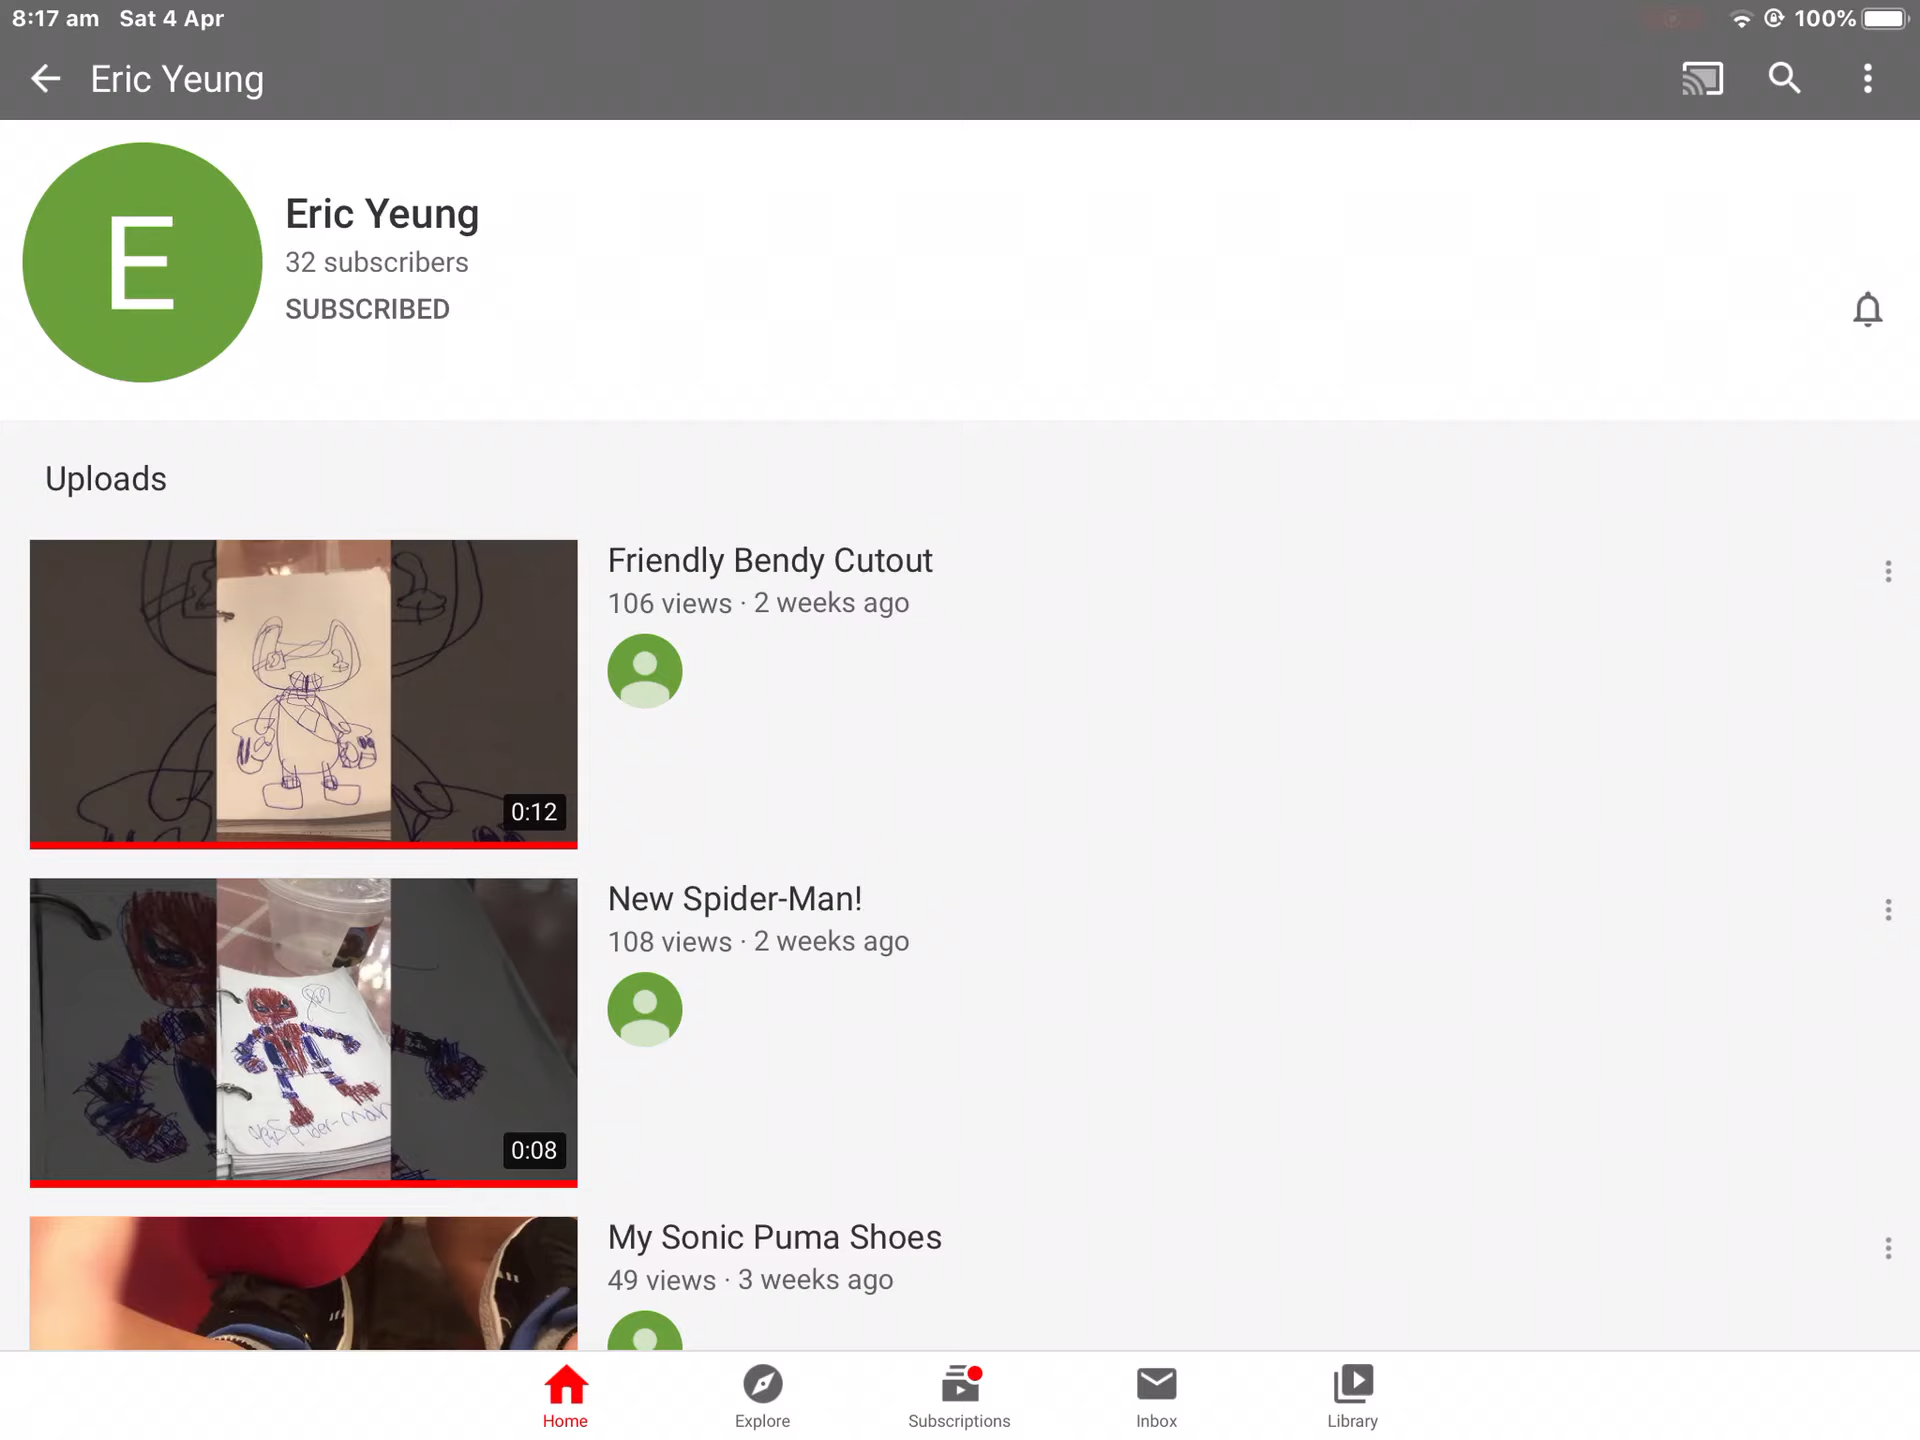 8:17 am Sat 4 Apr
100%
Eric Yeung
E
Eric Yeung
32 subscribers
SUBSCRIBED
Uploads
Friendly Bendy Cutout
106 views · 2 weeks ago
0:12
New Spider-Man!
108 views · 2 weeks ago
Spider-man
0:08
My Sonic Puma Shoes
49 views · 3 weeks ago
Home
Explore
Subscriptions
Inbox
Library